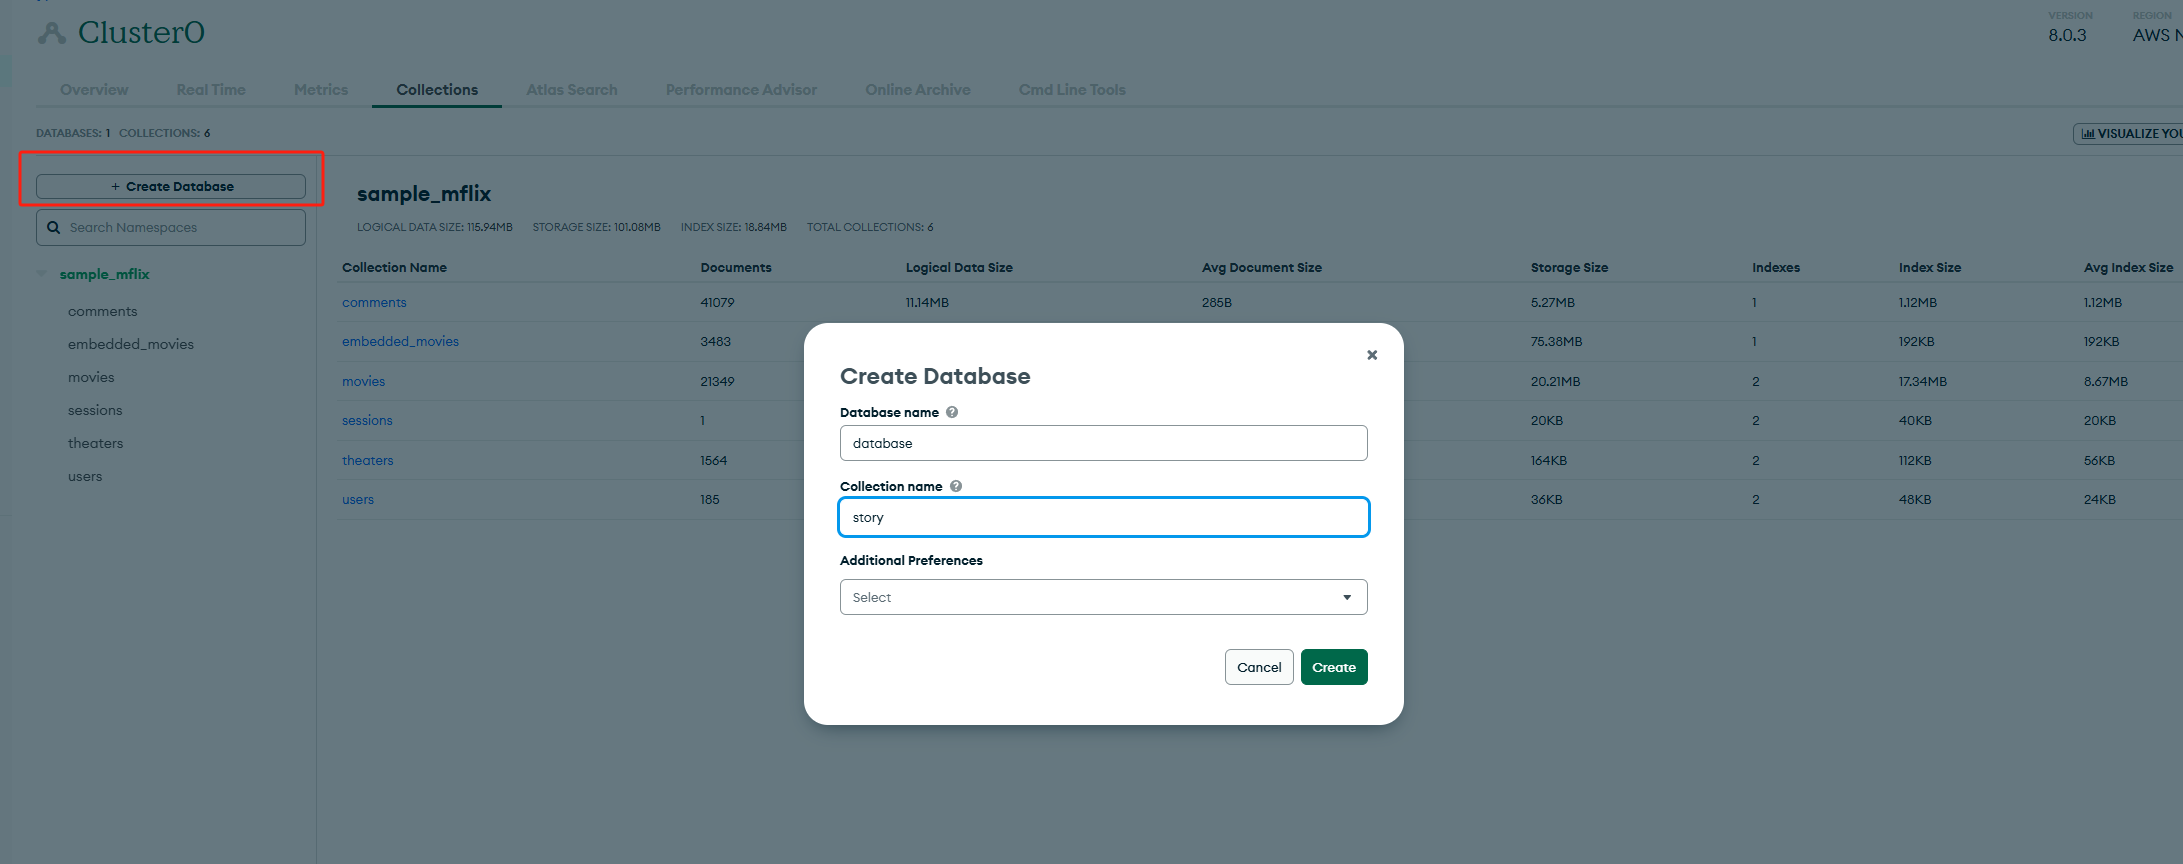 Cluster0
VERSION REGION
8.0.3 AWS
Overview Real Time Metrics Collections Atlas Search Performance Advisor Online Archive Cmd Line Tools
DATABASES: 1 COLLECTIONS: 6
VISUALIZE
+ Create Database
Search Namespaces
sample_mflix
comments
embedded_movies
movies
sessions
theaters
users
sample_mflix
LOGICAL DATA SIZE: 115.94MB STORAGE SIZE: 101.08MB INDEX SIZE: 18.84MB TOTAL COLLECTIONS: 6
Collection Name Documents Logical Data Size Avg Document Size Storage Size Indexes Index Size Avg Index Size
comments 41079 11.14MB 285B 5.27MB 1 1.12MB 1.12MB
embedded_movies 3483 75.38MB 1 192KB 192KB
movies 21349 20.21MB 2 17.34MB 8.67MB
sessions 1 20KB 2 40KB 20KB
theaters 1564 164KB 2 112KB 56KB
users 185 36KB 2 48KB 24KB
Create Database
Database name
database
Collection name
story
Additional Preferences
Select
Cancel Create